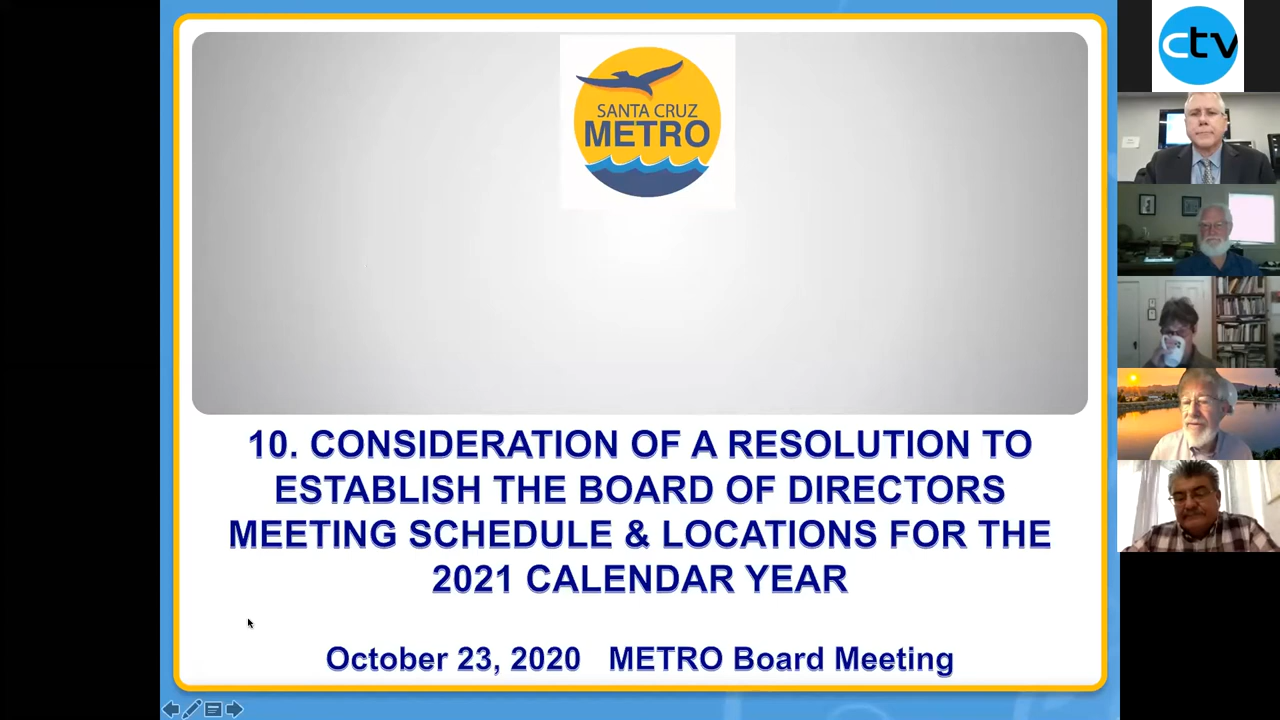 SANTA CRUZ
METRO
10. CONSIDERATION OF A RESOLUTION TO
ESTABLISH THE BOARD OF DIRECTORS
MEETING SCHEDULE & LOCATIONS FOR THE
2021 CALENDAR YEAR
October 23, 2020 METRO Board Meeting
ctv